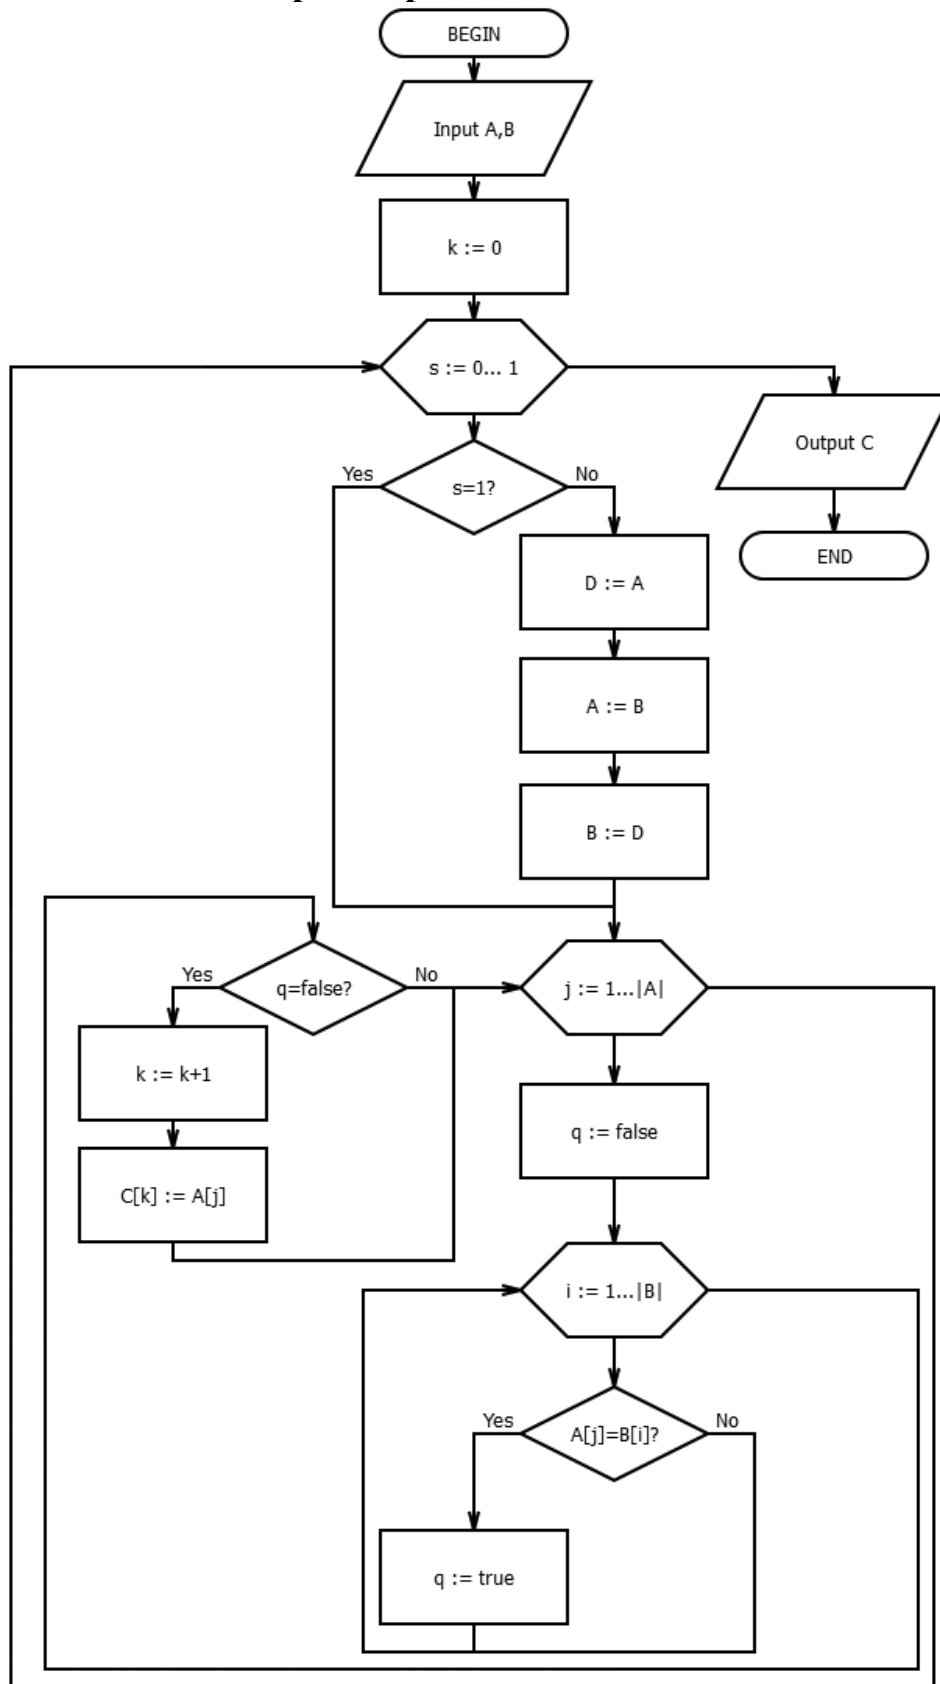 BEGIN
Input A,B
k := 0
s := 0... 1
Yes
s=1?
No
Output C
END
D := A
A := B
B := D
Yes
q=false?
No
j := 1...|A|
k := k+1
q := false
C[k] := A[j]
i := 1...|B|
Yes
A[j]=B[i]?
No
q := true